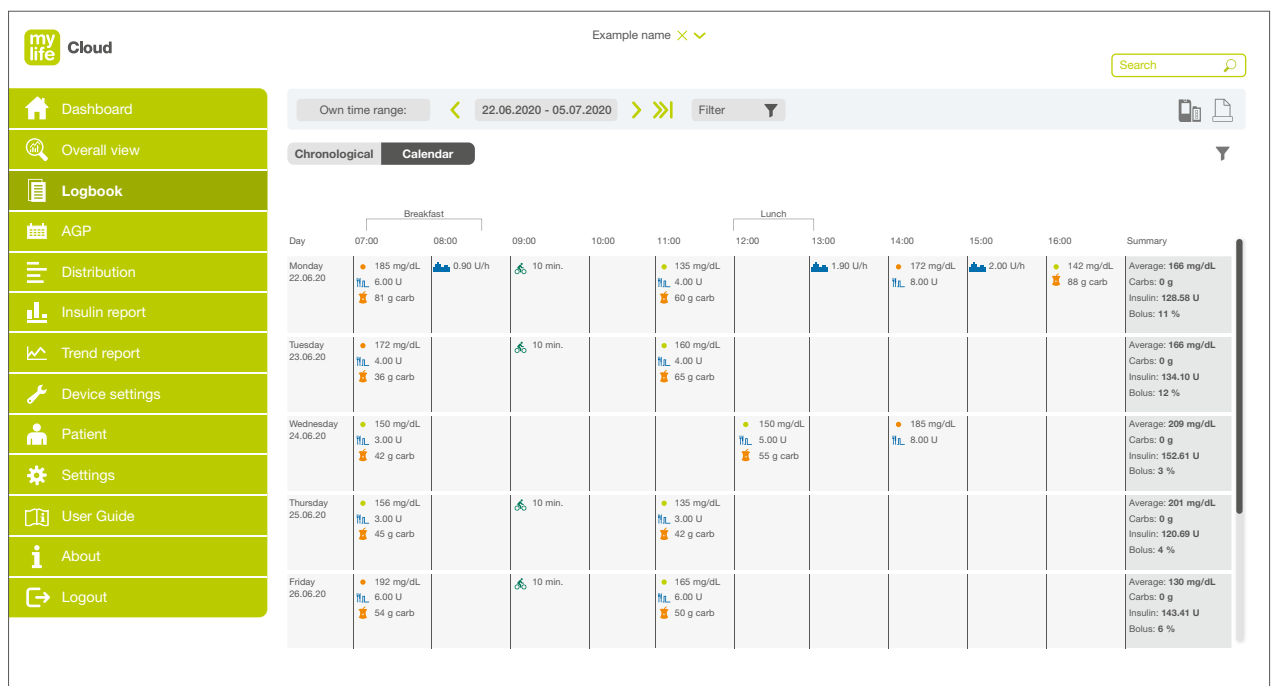 my
life
Cloud
Example name
Search
Dashboard
Overall view
Logbook
AGP
Distribution
Insulin report
Trend report
Device settings
Patient
Settings
User Guide
About
Logout
Own time range:
22.06.2020 - 05.07.2020
Filter
Chronological
Calendar
Breakfast
Lunch
Day 07:00 08:00 09:00 10:00 11:00 12:00 13:00 14:00 15:00 16:00 Summary
Monday 185 mg/dL 0.90 U/h 10 min. 135 mg/dL 1.90 U/h 172 mg/dL 2.00 U/h 142 mg/dL Average: 166 mg/dL
22.06.20 6.00 U 4.00 U 8.00 U 88 g carb Carbs: 0 g
81 g carb 60 g carb Insulin: 128.58 U
Bolus: 11 %
Tuesday 172 mg/dL 10 min. 160 mg/dL Average: 166 mg/dL
23.06.20 4.00 U 4.00 U Carbs: 0 g
36 g carb 65 g carb Insulin: 134.10 U
Bolus: 12 %
Wednesday 150 mg/dL 150 mg/dL 185 mg/dL Average: 209 mg/dL
24.06.20 3.00 U 5.00 U 8.00 U Carbs: 0 g
42 g carb 55 g carb Insulin: 152.61 U
Bolus: 3 %
Thursday 156 mg/dL 10 min. 135 mg/dL Average: 201 mg/dL
25.06.20 3.00 U 3.00 U Carbs: 0 g
45 g carb 42 g carb Insulin: 120.69 U
Bolus: 4 %
Friday 192 mg/dL 10 min. 165 mg/dL Average: 130 mg/dL
26.06.20 6.00 U 6.00 U Carbs: 0 g
54 g carb 50 g carb Insulin: 143.41 U
Bolus: 6 %